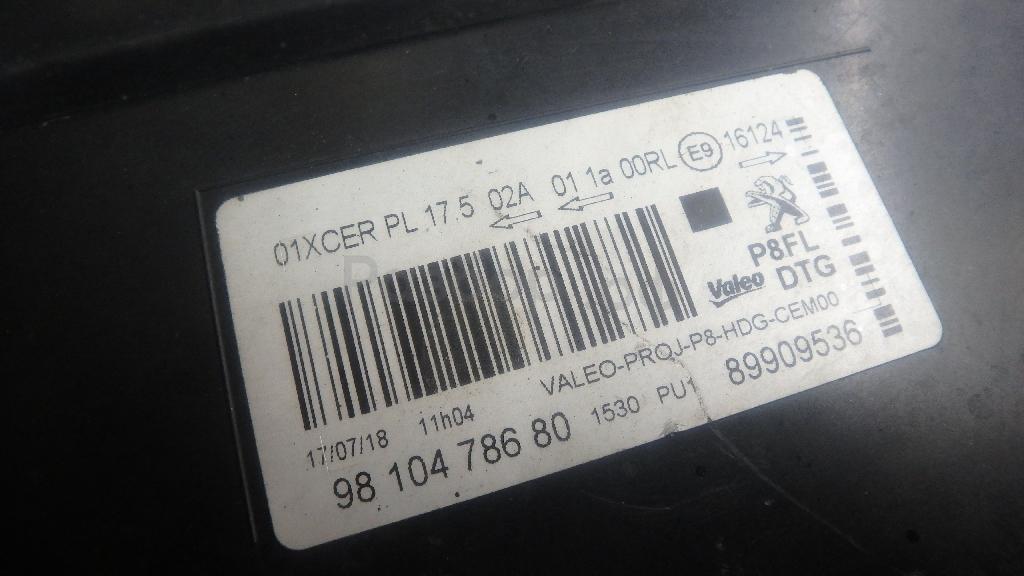 01XCER PL 17.5 02A 01 1a 00RL E9 16124
P8FL
Valeo DTG
VALEO-PROJ-P8-HDG-CEM00
17/07/18 11h04
98 104 786 80 1530 PU1 89909536